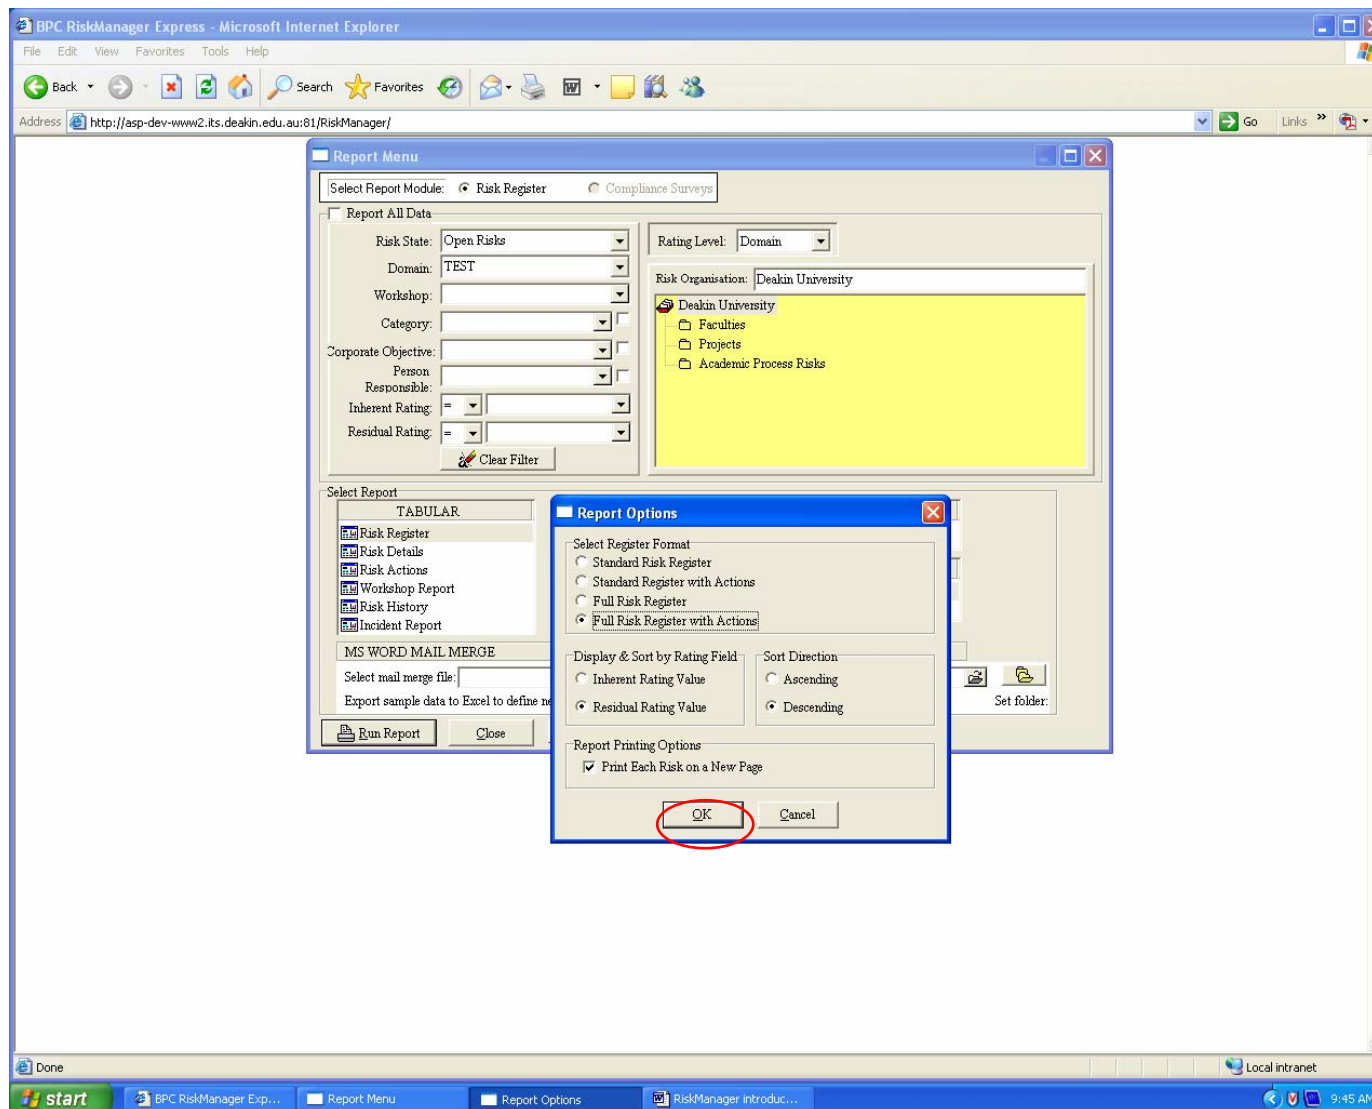 BPC RiskManager Express - Microsoft Internet Explorer
File Edit View Favorites Tools Help
Back Search Favorites
Address http://asp-dev-www2.its.deakin.edu.au:81/RiskManager/ Go Links »
Report Menu
Select Report Module: Risk Register Compliance Surveys
Report All Data
Risk State: Open Risks
Domain: TEST
Workshop:
Category:
Corporate Objective:
Person
Responsible:
Inherent Rating: =
Residual Rating: =
Clear Filter
Rating Level: Domain
Risk Organisation: Deakin University
Deakin University
Faculties
Projects
Academic Process Risks
Select Report
TABULAR
Risk Register
Risk Details
Risk Actions
Workshop Report
Risk History
Incident Report
MS WORD MAIL MERGE
Select mail merge file:
Export sample data to Excel to define
Set folder:
Run Report Close
Report Options
Select Register Format
Standard Risk Register
Standard Register with Actions
Full Risk Register
Full Risk Register with Actions
Display & Sort by Rating Field
Inherent Rating Value
Residual Rating Value
Sort Direction
Ascending
Descending
Report Printing Options
Print Each Risk on a New Page
OK Cancel
Done Local intranet
start BPC RiskManager Exp... Report Menu Report Options RiskManager introduc... 9:45 AM